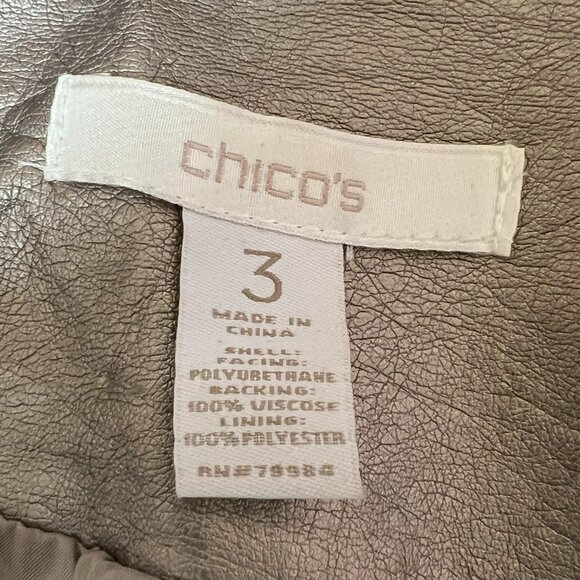 chico's
3
MADE IN
CHINA
SHELL:
FACING:
POLYURETHANE
BACKING:
100% VISCOSE
LINING:
100% POLYESTER
RN#79984